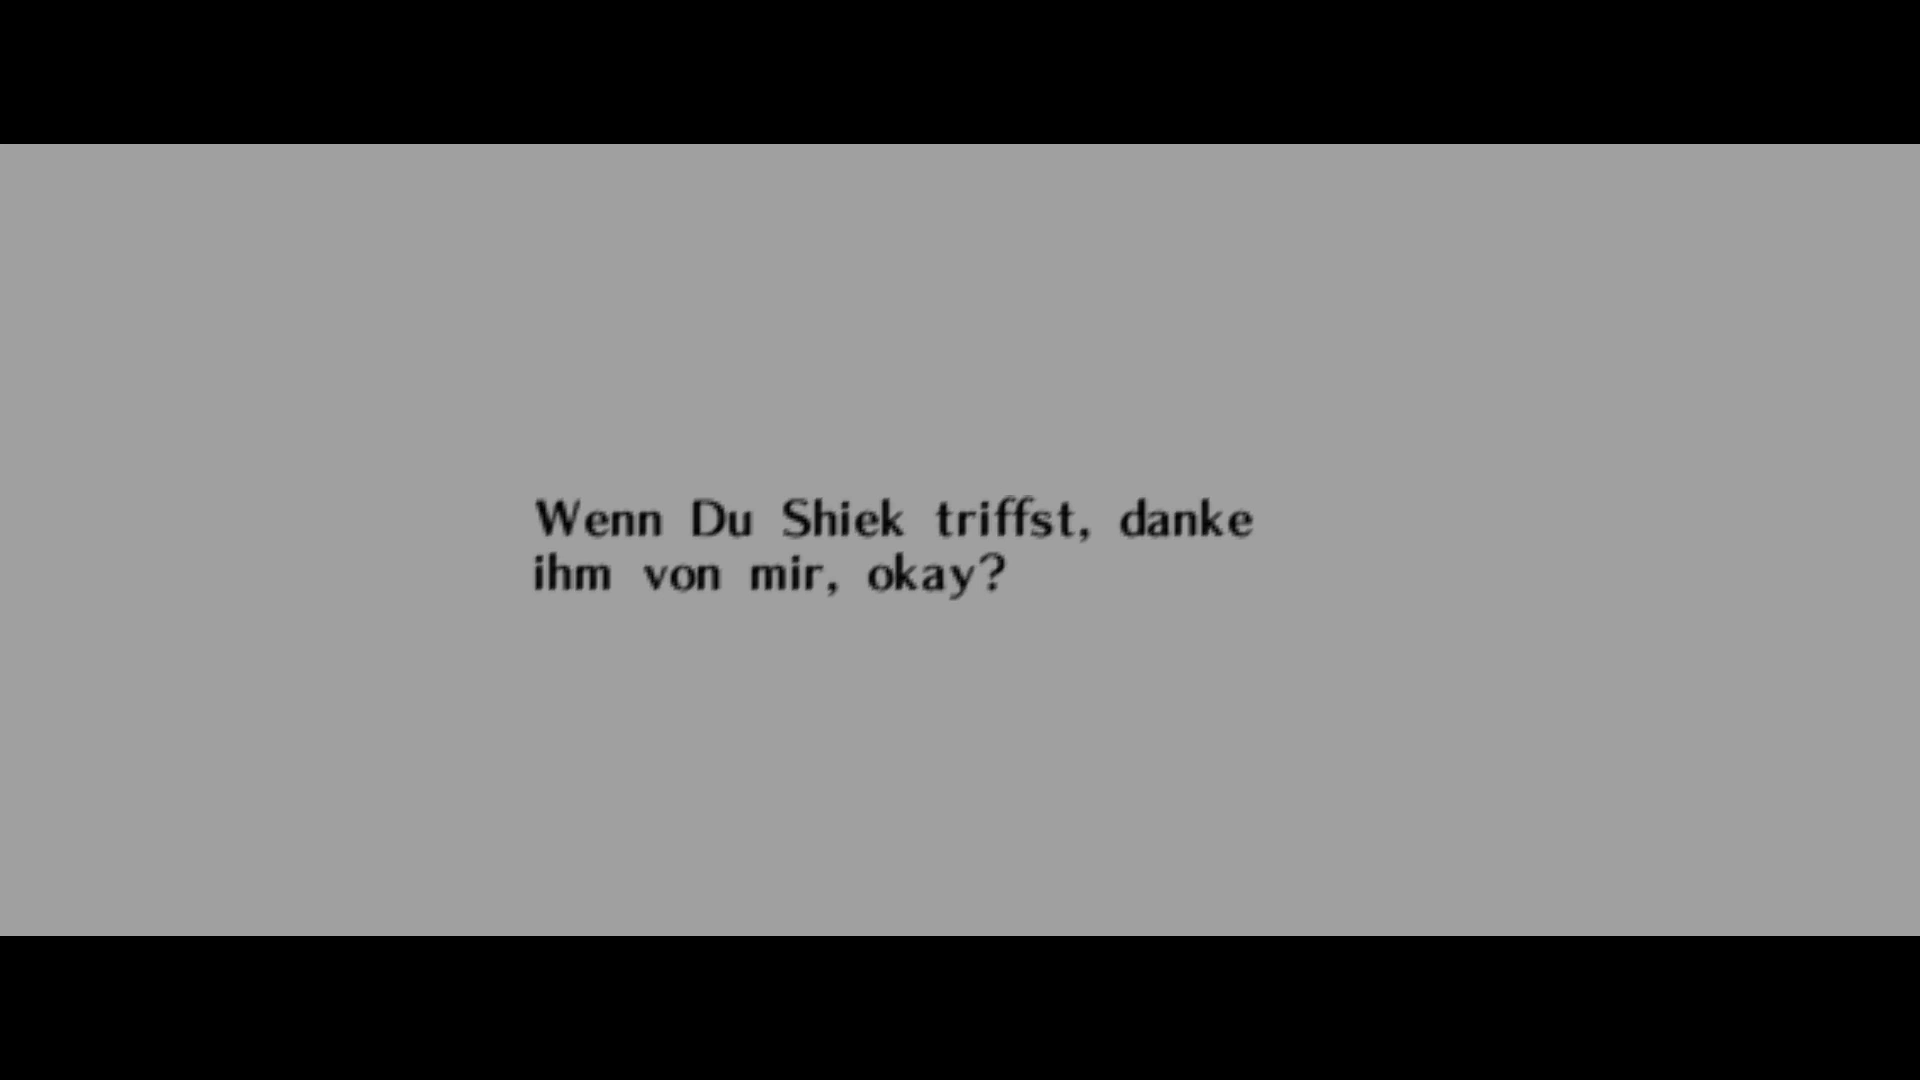 Wenn Du Shiek triffst, danke
ihm von mir, okay?